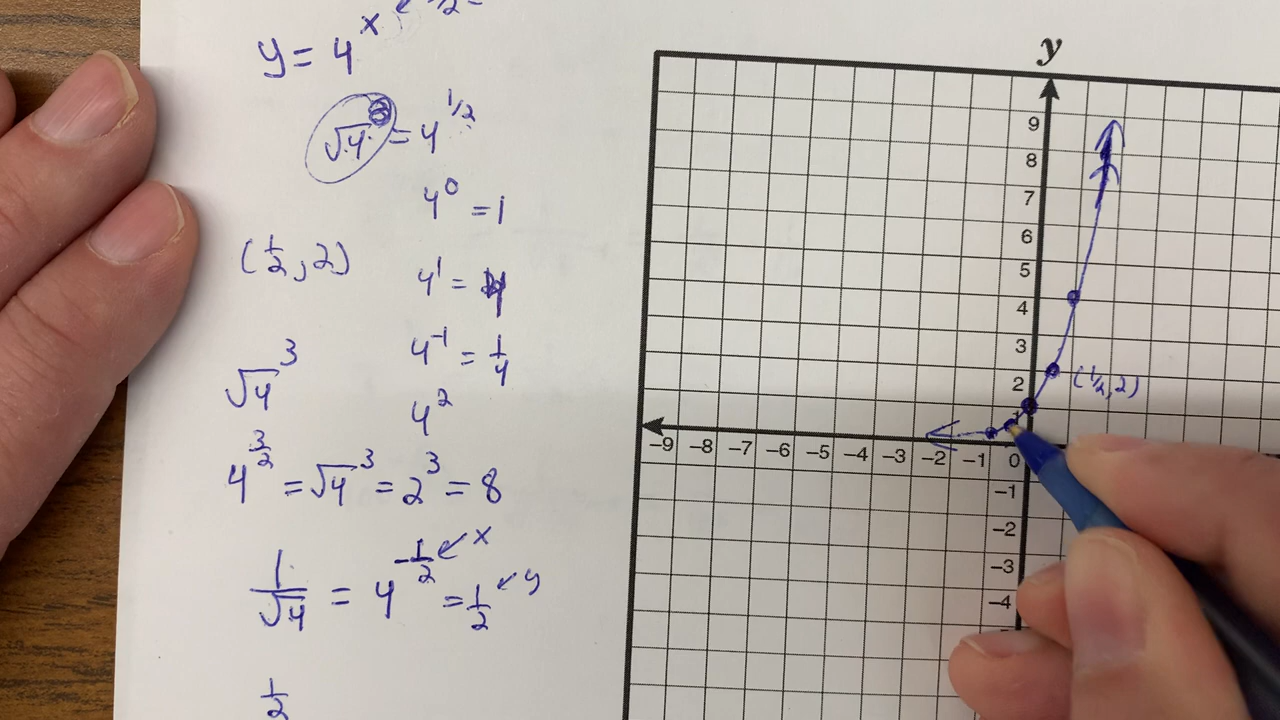 y = 4^x
√4 = 4^1/2
4^0 = 1
(1/2, 2)
4^1 = 4
4^-1 = 1/4
√4^3
4^2
4^3/2 = √4^3 = 2^3 = 8
1/√4 = 4^-1/2 ↙ x = 1/2 ↙ y
1/2
y
9
8
7
6
5
4
3
2
(1/2, 2)
-9 -8 -7 -6 -5 -4 -3 -2 -1 0
-1
-2
-3
-4